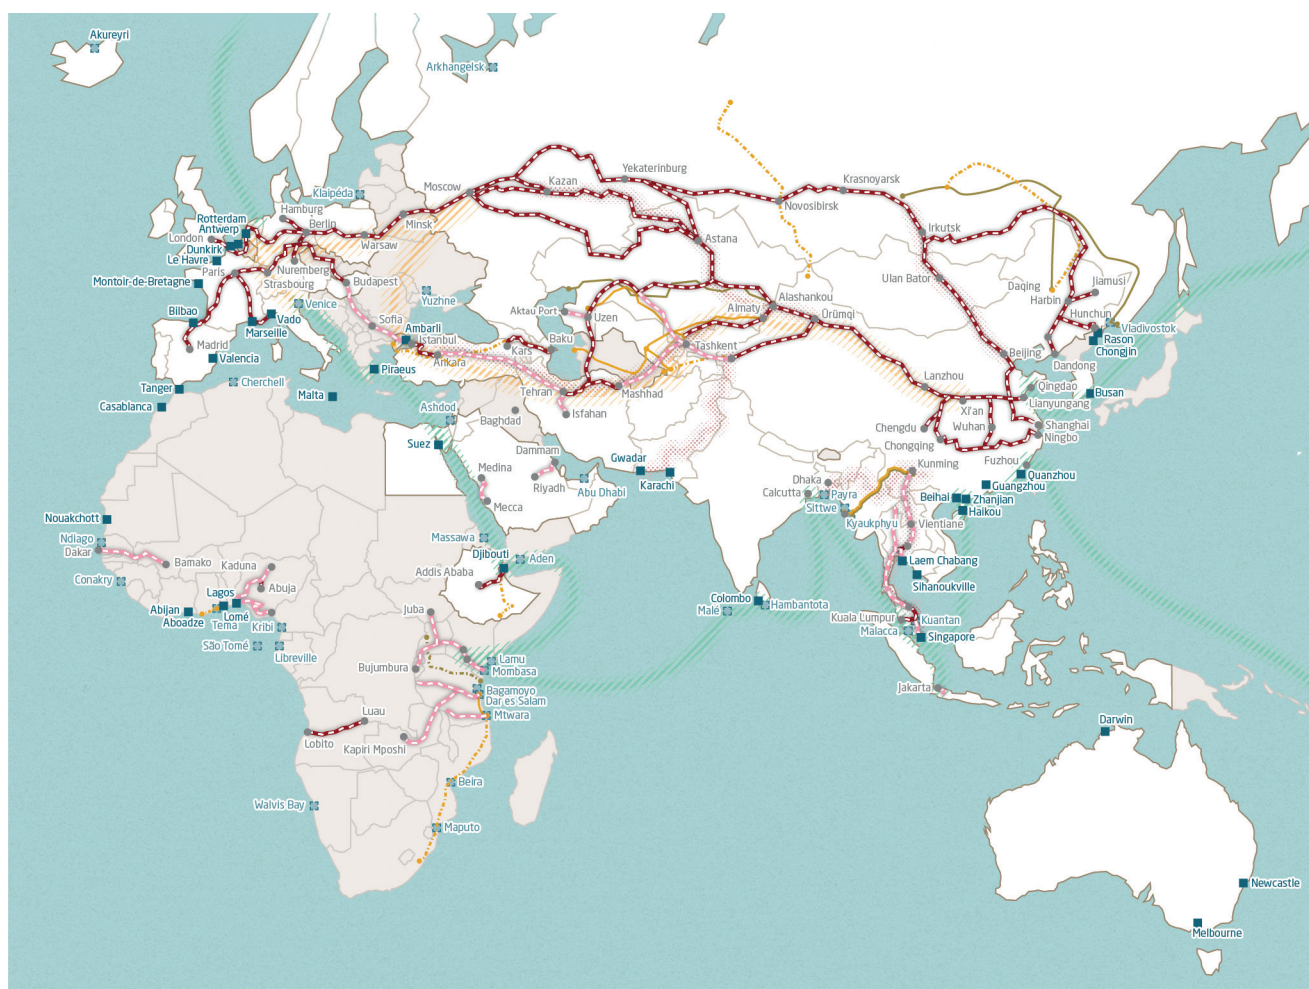 Akureyri
Arkhangelsk
Klaipéda
Moscow
Kazan
Yekaterinburg
Krasnoyarsk
Novosibirsk
Rotterdam
Antwerp
Hamburg
Berlin
London
Dunkirk
Le Havre
Minsk
Warsaw
Astana
Irkutsk
Paris
Nuremberg
Strasbourg
Budapest
Montoir-de-Bretagne
Venice
Yuzhne
Ulan Bator
Daqing
Jiamusi
Harbin
Aktau Port
Uzen
Alashankou
Almaty
Ürümqi
Hunchun
Vladivostok
Rason
Chongjin
Bilbao
Vado
Marseille
Sofia
Ambarli
Istanbul
Kars
Baku
Tashkent
Beijing
Dandong
Madrid
Valencia
Ankara
Piraeus
Tehran
Mashhad
Lanzhou
Qingdao
Lianyungang
Busan
Tanger
Cherchell
Malta
Casablanca
Ashdod
Baghdad
Isfahan
Xi'an
Wuhan
Chengdu
Chongqing
Shanghai
Ningbo
Suez
Dammam
Medina
Riyadh
Mecca
Abu Dhabi
Gwadar
Karachi
Kunming
Fuzhou
Quanzhou
Guangzhou
Dhaka
Calcutta
Payra
Sittwe
Kyaukphyu
Beihai
Zhanjian
Haikou
Vientiane
Nouakchott
Ndiago
Dakar
Bamako
Kaduna
Abuja
Conakry
Massawa
Djibouti
Aden
Addis Ababa
Laem Chabang
Sihanoukville
Lagos
Abijan
Aboadze
Lomé
Tema
Kribi
Juba
Colombo
Malé
Hambantota
Kuala Lumpur
Kuantan
Malacca
Singapore
São Tomé
Libreville
Bujumbura
Lamu
Mombasa
Bagamoyo
Dar es Salam
Mtwara
Jakarta
Luau
Lobito
Kapiri Mposhi
Darwin
Beira
Walvis Bay
Maputo
Newcastle
Melbourne